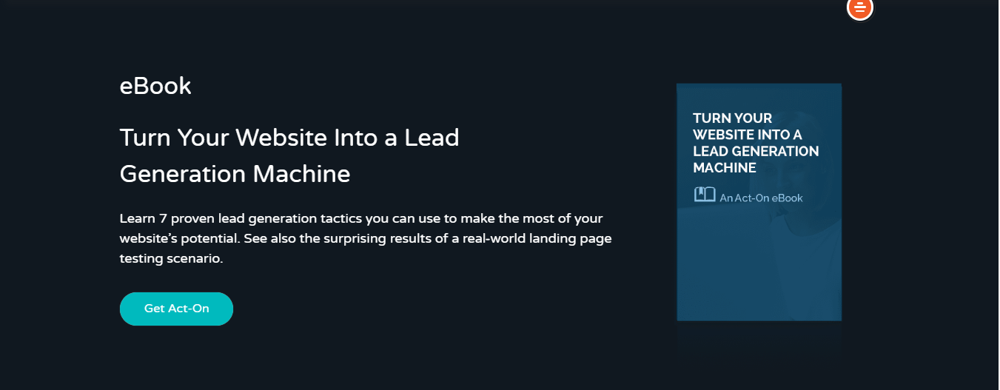 eBook
Turn Your Website Into a Lead
Generation Machine
Learn 7 proven lead generation tactics you can use to make the most of your
website’s potential. See also the surprising results of a real-world landing page
testing scenario.
Get Act-On
TURN YOUR
WEBSITE INTO A
LEAD GENERATION
MACHINE
An Act-On eBook